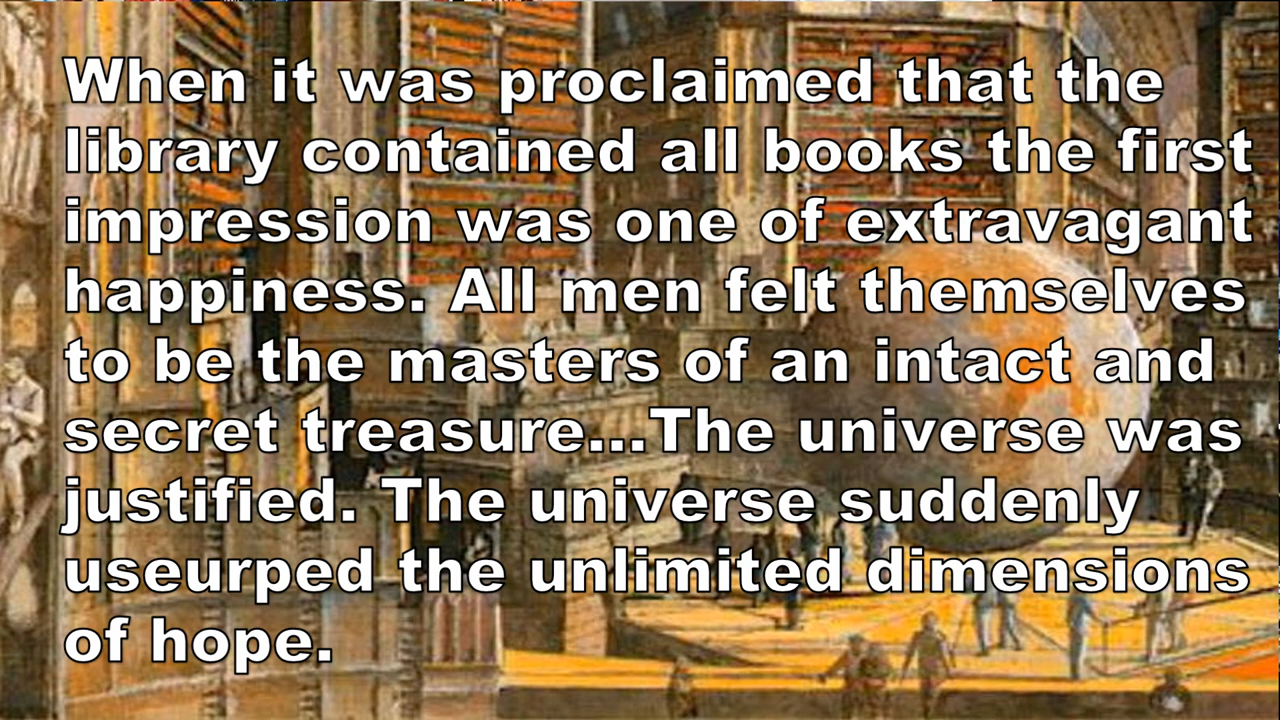 When it was proclaimed that the
library contained all books the first
impression was one of extravagant
happiness. All men felt themselves
to be the masters of an intact and
secret treasure...The universe was
justified. The universe suddenly
useurped the unlimited dimensions
of hope.